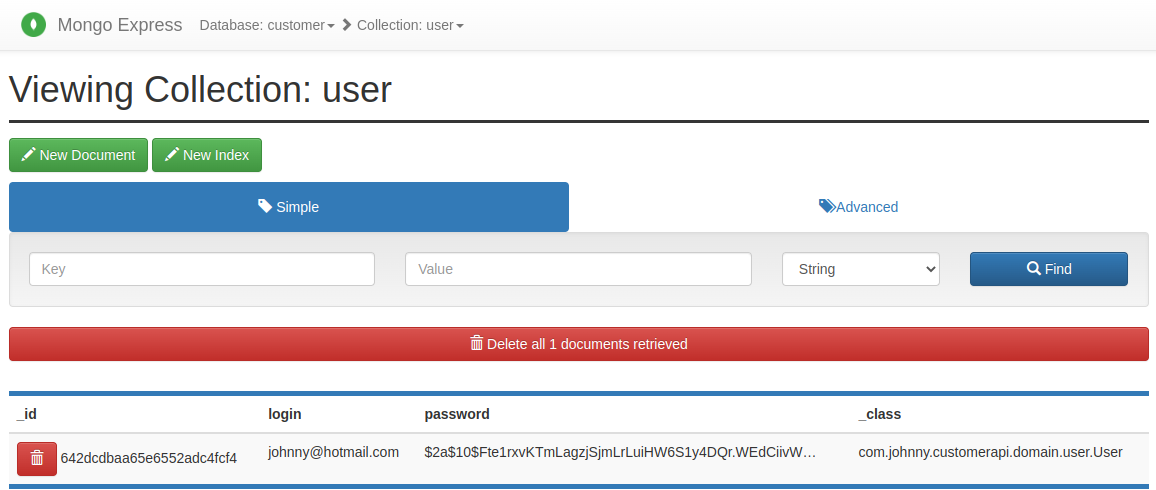 Mongo Express Database: customer Collection: user
Viewing Collection: user
New Document New Index
Simple Advanced
Key Value String Find
Delete all 1 documents retrieved
_id login password _class
642dcdbaa65e6552adc4fcf4 johnny@hotmail.com $2a$10$Fte1rxvKTmLagzjSjmLrLuiHW6S1y4DQr.WEdCiivW… com.johnny.customerapi.domain.user.User